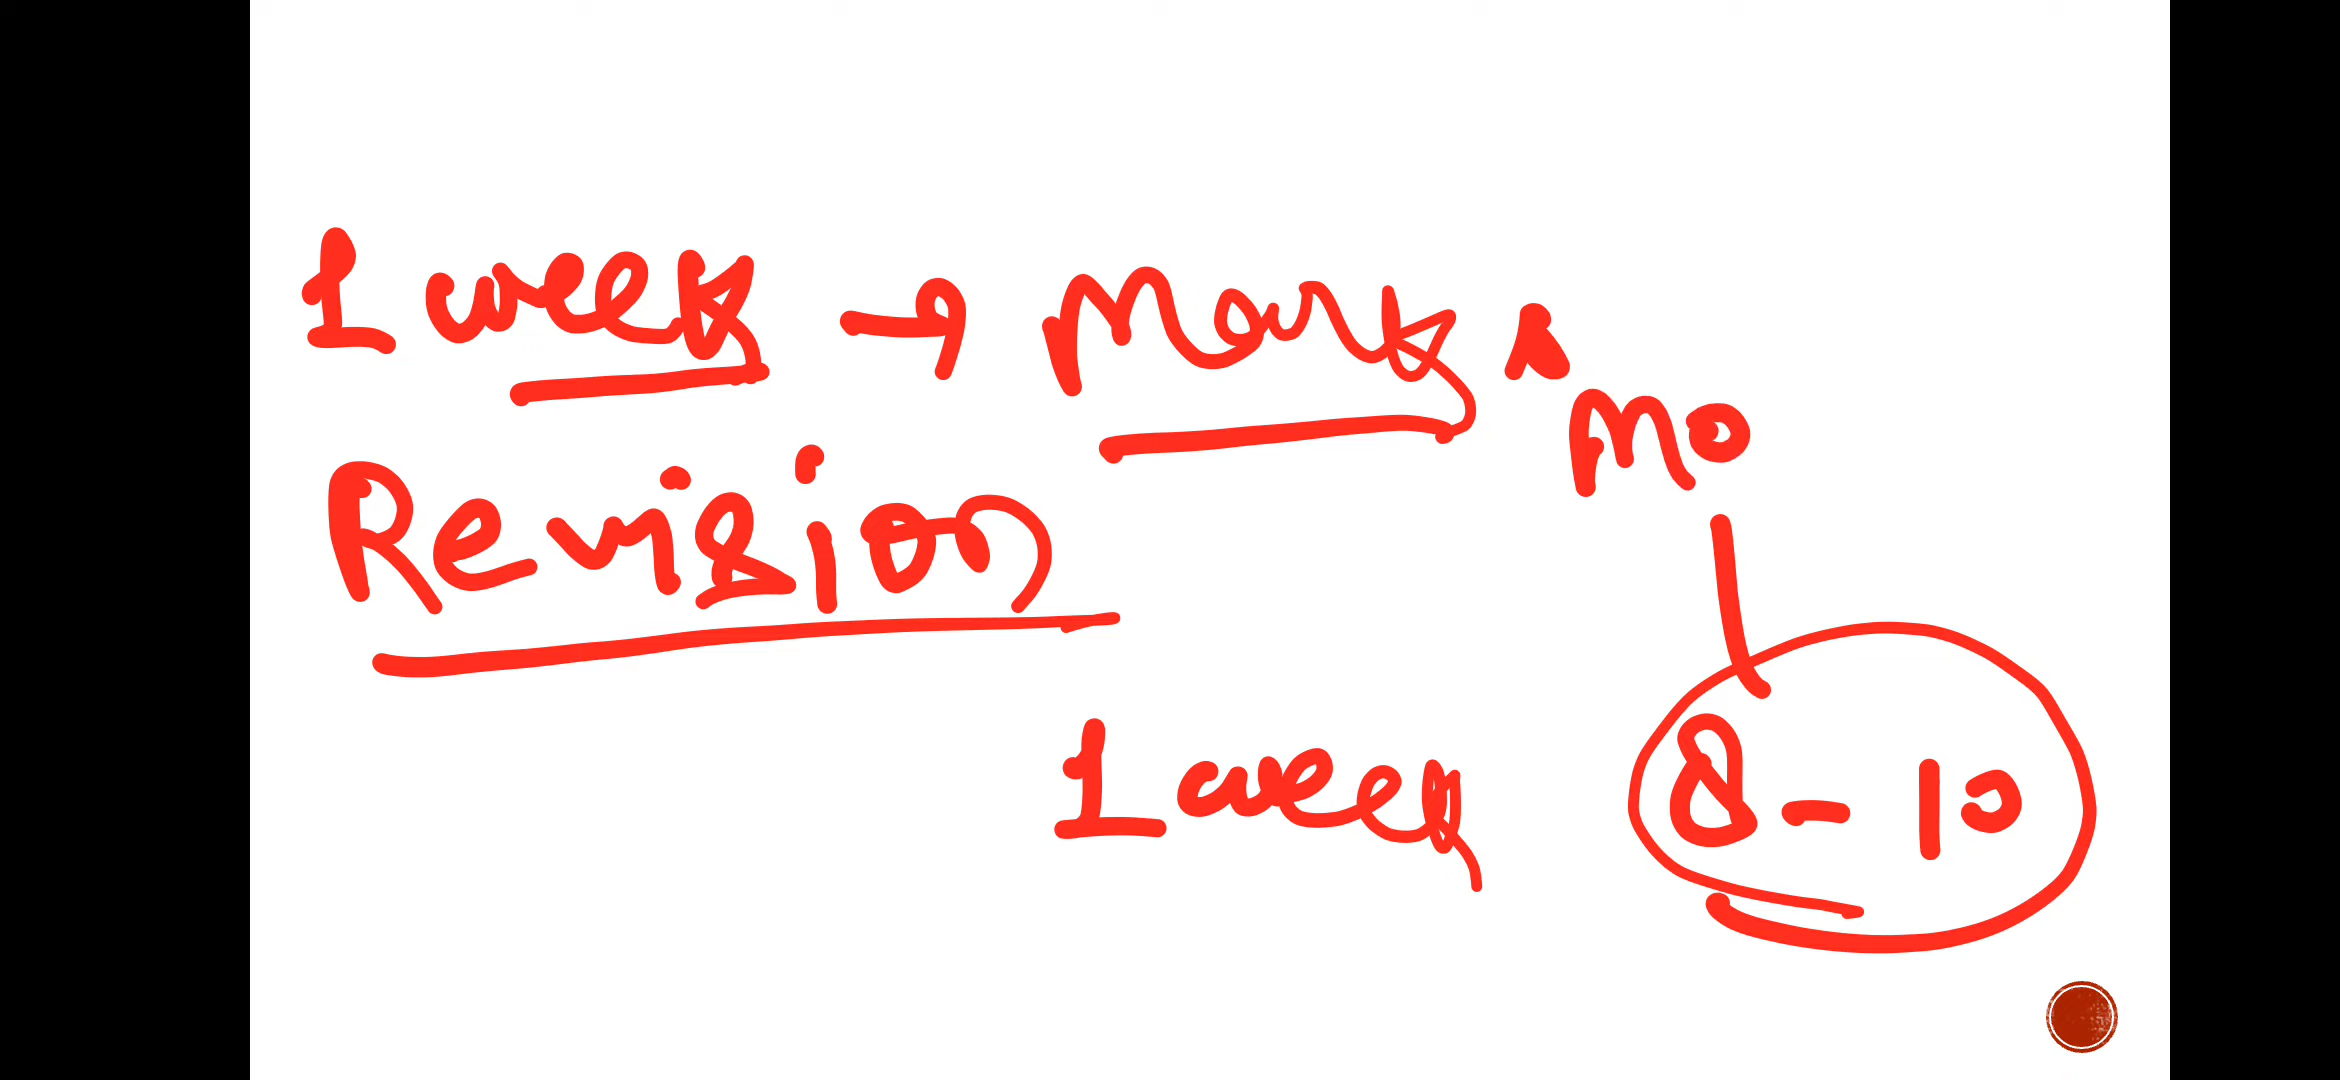 1 week → Marks
Mo
Revision
1 week
8-10